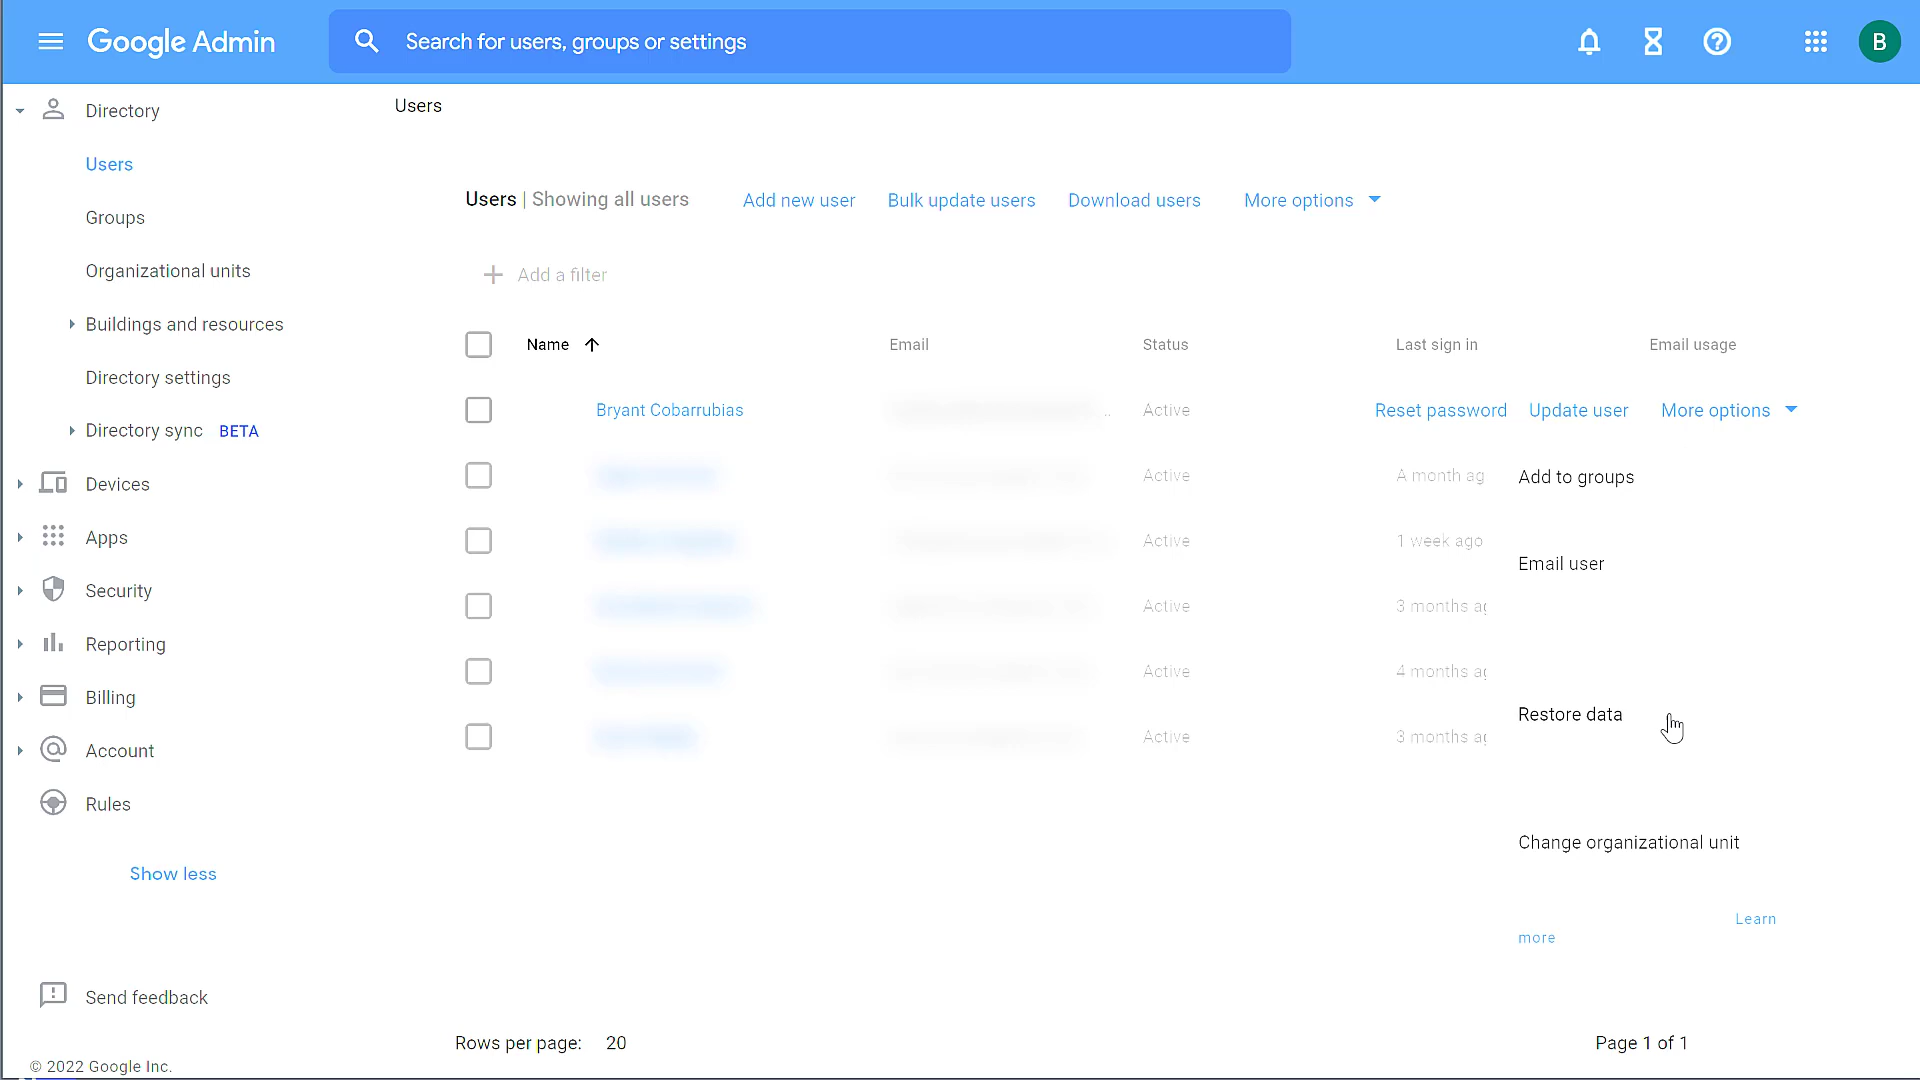 Google Admin
Search for users, groups or settings
B
Directory
Users
Groups
Organizational units
Buildings and resources
Directory settings
Directory sync BETA
Devices
Apps
Security
Reporting
Billing
Account
Rules
Show less
Send feedback
© 2022 Google Inc.
Users
Users | Showing all users Add new user Bulk update users Download users More options
Add a filter
Name Email Status Last sign in Email usage
Bryant Cobarrubias .. Active Reset password Update user More options
Active A month ag
Active 1 week ago
Active 3 months ag
Active 4 months ag
Active 3 months ag
Add to groups
Email user
Restore data
Change organizational unit
Learn
more
Rows per page: 20 Page 1 of 1